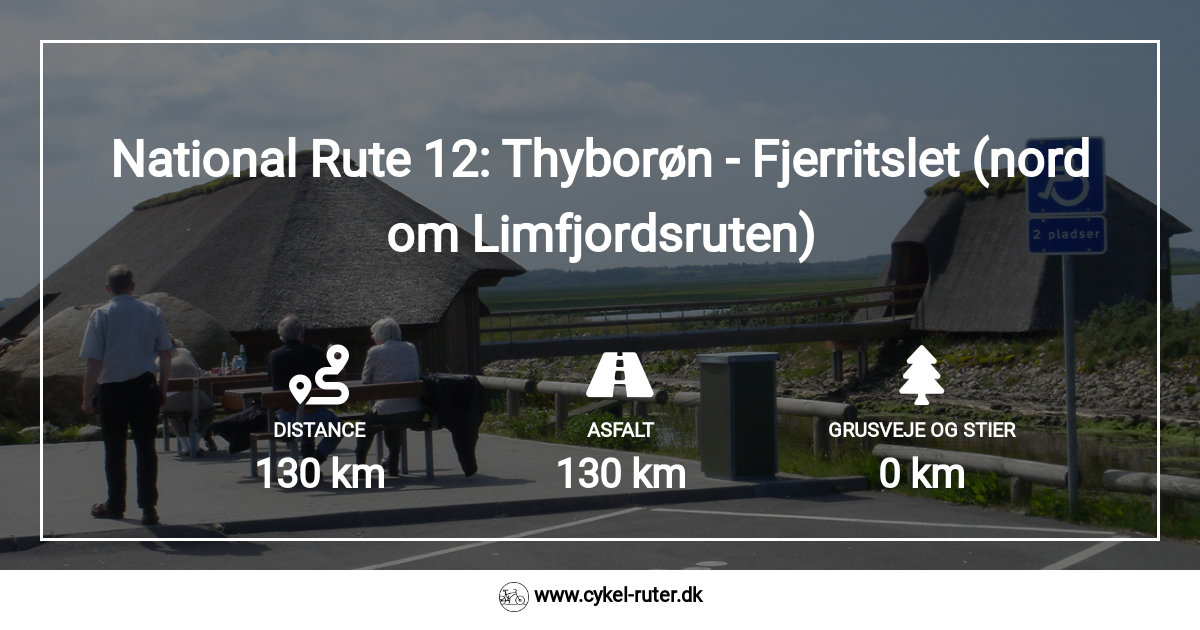 National Rute 12: Thyborøn - Fjerritslet (nord
om Limfjordsruten)
2 pladser
DISTANCE
130 km
ASFALT
130 km
GRUSVEJE OG STIER
0 km
www.cykel-ruter.dk